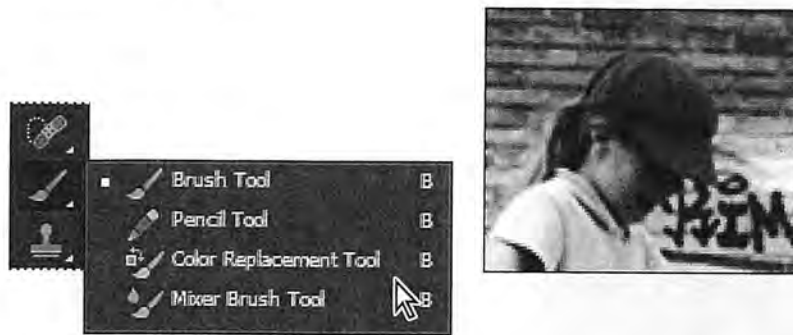 Brush Tool B
Pencil Tool B
Color Replacement Tool B
Mixer Brush Tool B